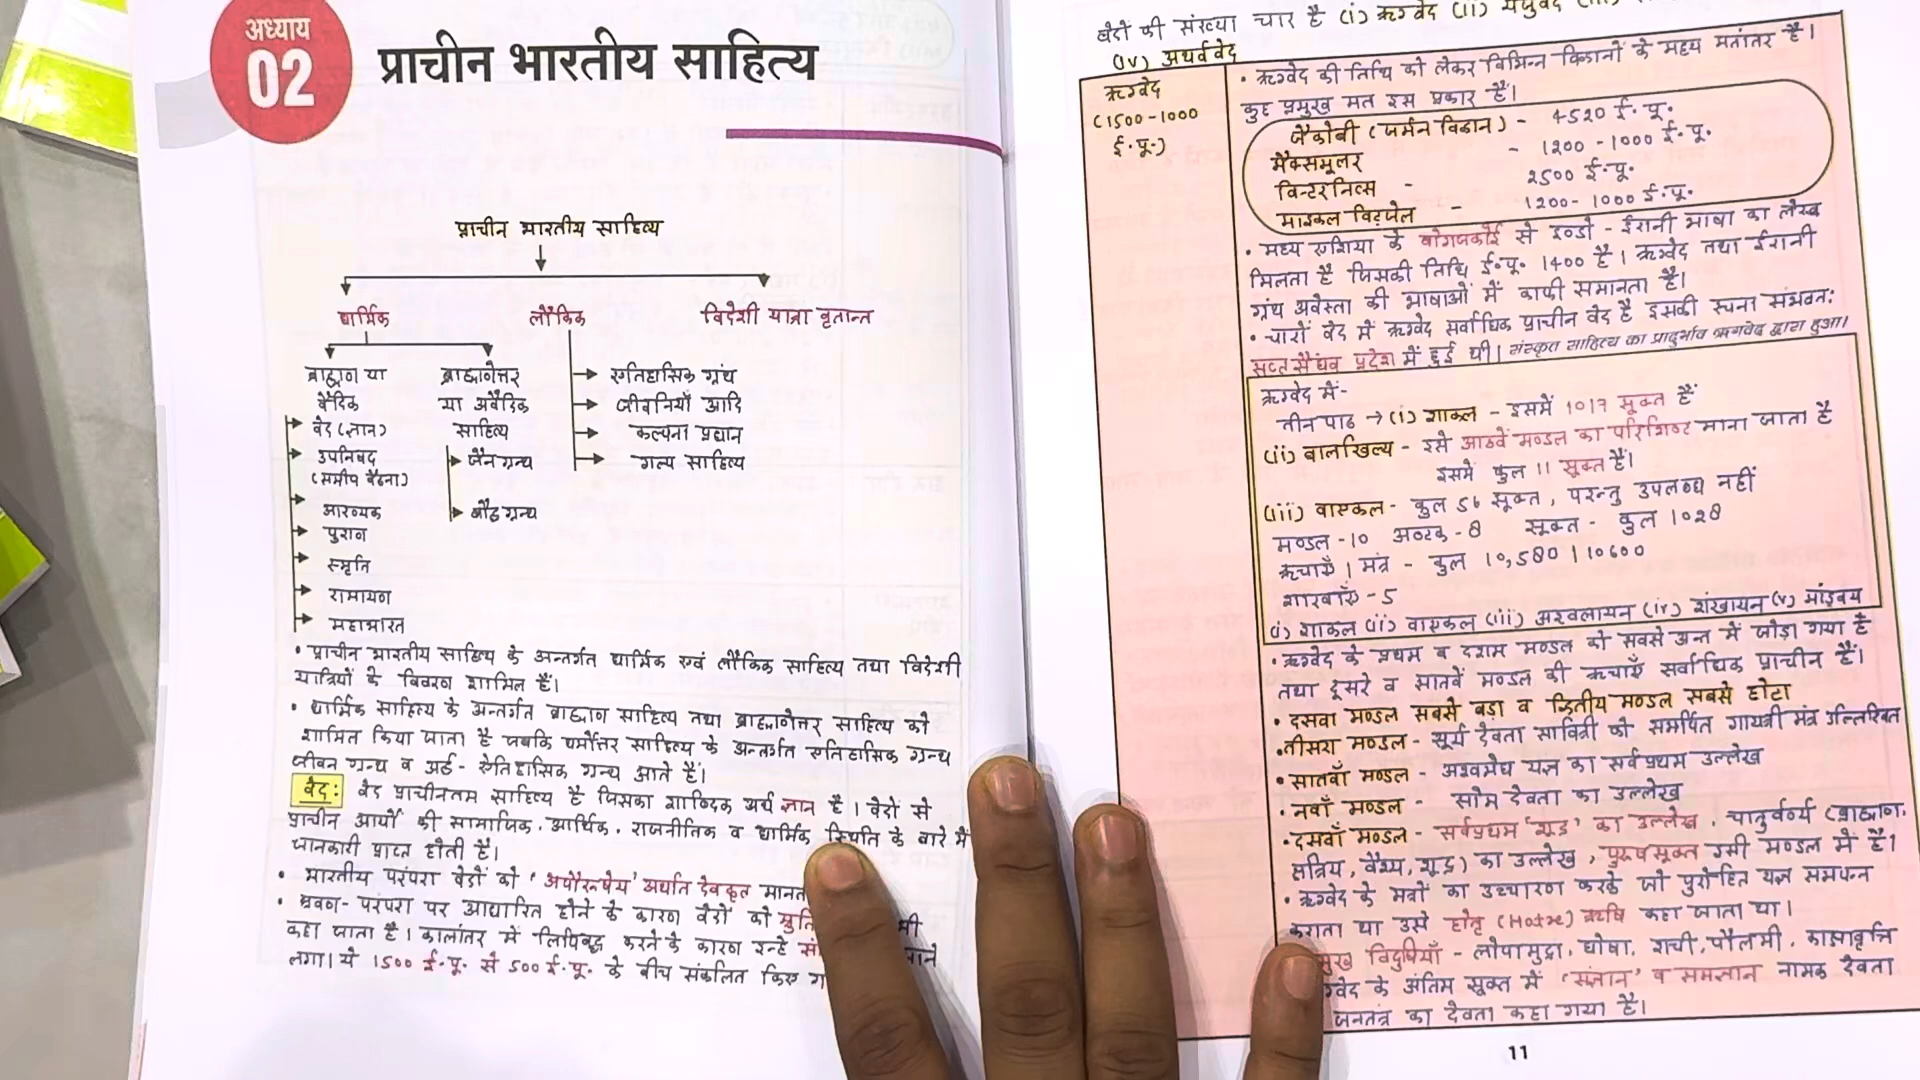 अध्याय
02
प्राचीन भारतीय साहित्य
प्राचीन भारतीय साहित्य
धार्मिक
लौकिक
विदेशी यात्रा वृतान्त
ब्राह्मण या
वैदिक
वेद (ज्ञान)
उपनिषद
(समीप बैठना)
आरण्यक
पुराण
स्मृति
रामायण
महाभारत
ब्राह्मणेत्तर
या अवैदिक
साहित्य
जैन ग्रन्थ
बौद्ध ग्रन्थ
ऐतिहासिक ग्रंथ
जीवनियाँ आदि
कल्पना प्रधान
गल्प साहित्य
• प्राचीन भारतीय साहित्य के अन्तर्गत धार्मिक एवं लौकिक साहित्य तथा विदेशी
यात्रियों के विवरण शामिल हैं।
• धार्मिक साहित्य के अन्तर्गत ब्राह्मण साहित्य तथा ब्राह्मणेत्तर साहित्य को
शामिल किया जाता है जबकि धर्मोत्तर साहित्य के अन्तर्गत ऐतिहासिक ग्रन्थ
जीवन ग्रन्थ व अर्द्ध- ऐतिहासिक ग्रन्थ आते हैं।
वेद: वेद प्राचीनतम साहित्य है जिसका शाब्दिक अर्थ ज्ञान है। वेदों से
प्राचीन आर्यों की सामाजिक, आर्थिक, राजनीतिक व धार्मिक स्थिति के बारे में
जानकारी प्राप्त होती है।
• भारतीय परंपरा वेदों को 'अपौरूषेय' अर्थात देवकृत
• श्रवण- परंपरा पर आधारित होने के कारण वेदों को भी
कहा जाता है। कालांतर में लिपिबद्ध करने के कारण इन्हे
लगा। ये 1500 ई.पू. से 500 ई.पू. के बीच संकलित किए
वेदों की संख्या चार है (i) ऋग्वेद (ii) यजुर्वेद
(iv) अथर्ववेद
ऋग्वेद
(1500-1000
ई.पू.)
• ऋग्वेद की तिथि को लेकर विभिन्न विद्वानों के मध्य मतांतर है।
कुछ प्रमुख मत इस प्रकार हैं।
जैकोबी (जर्मन विद्वान) - 4520 ई.पू.
मैक्समूलर - 1200-1000 ई.पू.
विन्टरनित्स - 2500 ई.पू.
माइकल विट्जेल - 1200-1000 ई.पू.
• मध्य एशिया के बोगजकोई से इण्डो-ईरानी भाषा का लेख
मिलता है जिसकी तिथि ई.पू. 1400 है। ऋग्वेद तथा ईरानी
ग्रंथ अवेस्ता की भाषाओं में काफी समानता है।
• चारों वेद में ऋग्वेद सर्वाधिक प्राचीन वेद है इसकी रचना संभवतः
सप्त सैंधव प्रदेश में हुई थी। संस्कृत साहित्य का प्रादुर्भाव ऋग्वेद द्वारा हुआ।
ऋग्वेद में-
तीन पाठ → (i) शाकल - इसमें 1017 सूक्त हैं
(ii) वालखिल्य - इसे आठवें मण्डल का परिशिष्ट माना जाता है
इसमें कुल 11 सूक्त हैं।
(iii) वाष्कल - कुल 56 सूक्त, परन्तु उपलब्ध नहीं
मण्डल -10 अष्टक -8 सूक्त - कुल 1028
ऋचाएँ। मंत्र - कुल 10,580 | 10600
शाखाएँ - 5
(i) शाकल (ii) वाष्कल (iii) अश्वलायन (iv) शंखायन (v) मांडूक्य
• ऋग्वेद के प्रथम व दशम मण्डल को सबसे अन्त में जोड़ा गया है
तथा दूसरे व सातवें मण्डल की ऋचाएँ सर्वाधिक प्राचीन हैं।
• दसवा मण्डल सबसे बड़ा व द्वितीय मण्डल सबसे छोटा
• तीसरा मण्डल - सूर्य देवता सावित्री को समर्पित गायत्री मंत्र उल्लिखित
• सातवाँ मण्डल - अश्वमेध यज्ञ का सर्वप्रथम उल्लेख
• नवाँ मण्डल - सोम देवता का उल्लेख
• दसवाँ मण्डल - सर्वप्रथम 'शूद्र' का उल्लेख, चातुर्वर्ण्य (ब्राह्मण,
क्षत्रिय, वैश्य, शूद्र) का उल्लेख, पुरुषसूक्त इसी मण्डल में है।
• ऋग्वेद के मंत्रों का उच्चारण करके जो पुरोहित यज्ञ सम्पन्न
कराता था उसे होतृ (Hotre) ऋषि कहा जाता था।
विदुषियाँ - लोपामुद्रा, घोषा, शची, पौलमी, काक्षावृत्ति
के अंतिम सूक्त में 'संज्ञान' व समज्ञान नामक देवता
जनतंत्र का देवता कहा गया है।
11